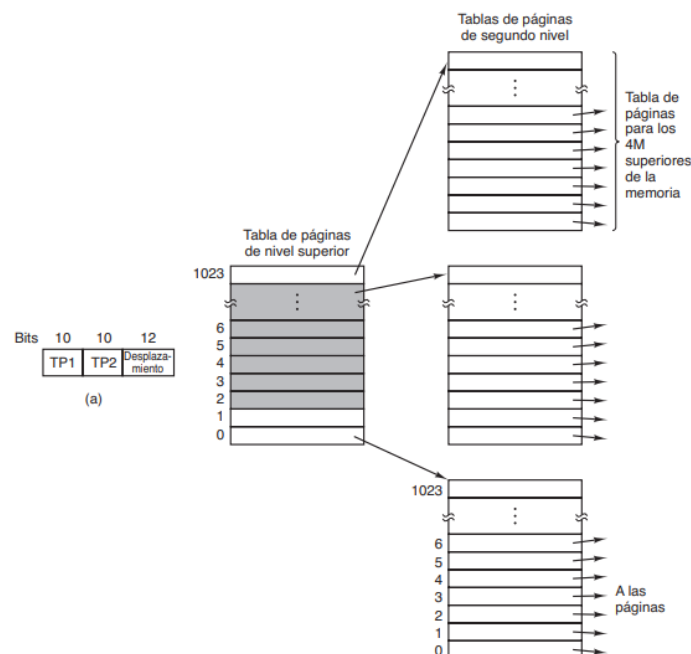 Tablas de páginas
de segundo nivel
Tabla de
páginas
para los
4M
superiores
de la
memoria
Tabla de páginas
de nivel superior
1023
6
5
4
3
2
1
0
Bits 10 10 12
TP1 TP2 Desplaza-
miento
(a)
1023
6
5
4
3
2
1
0
A las
páginas